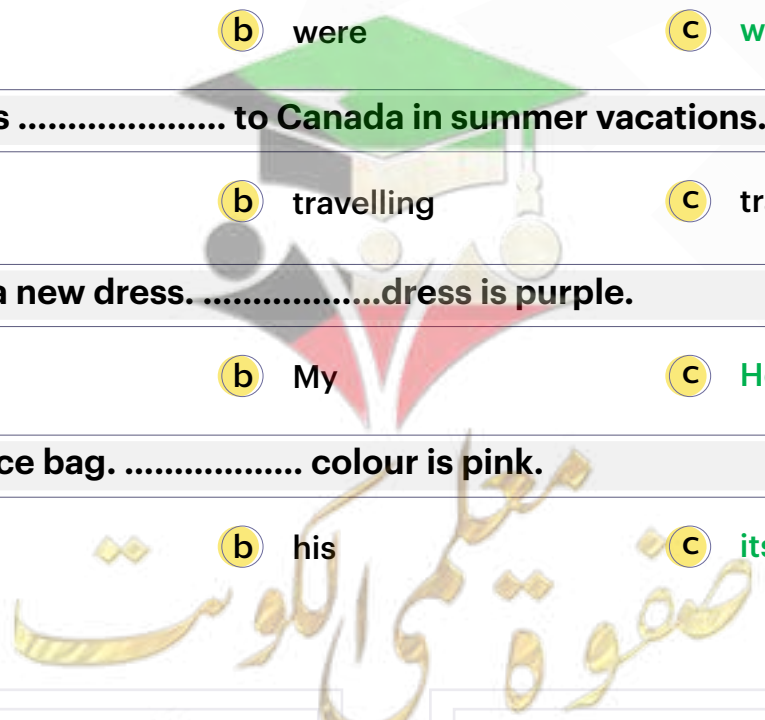 b were c w
s ..................... to Canada in summer vacations.
b travelling c tr
a new dress. ..................dress is purple.
b My c H
ce bag. .................. colour is pink.
b his c its
صفوة معلمى الكويت